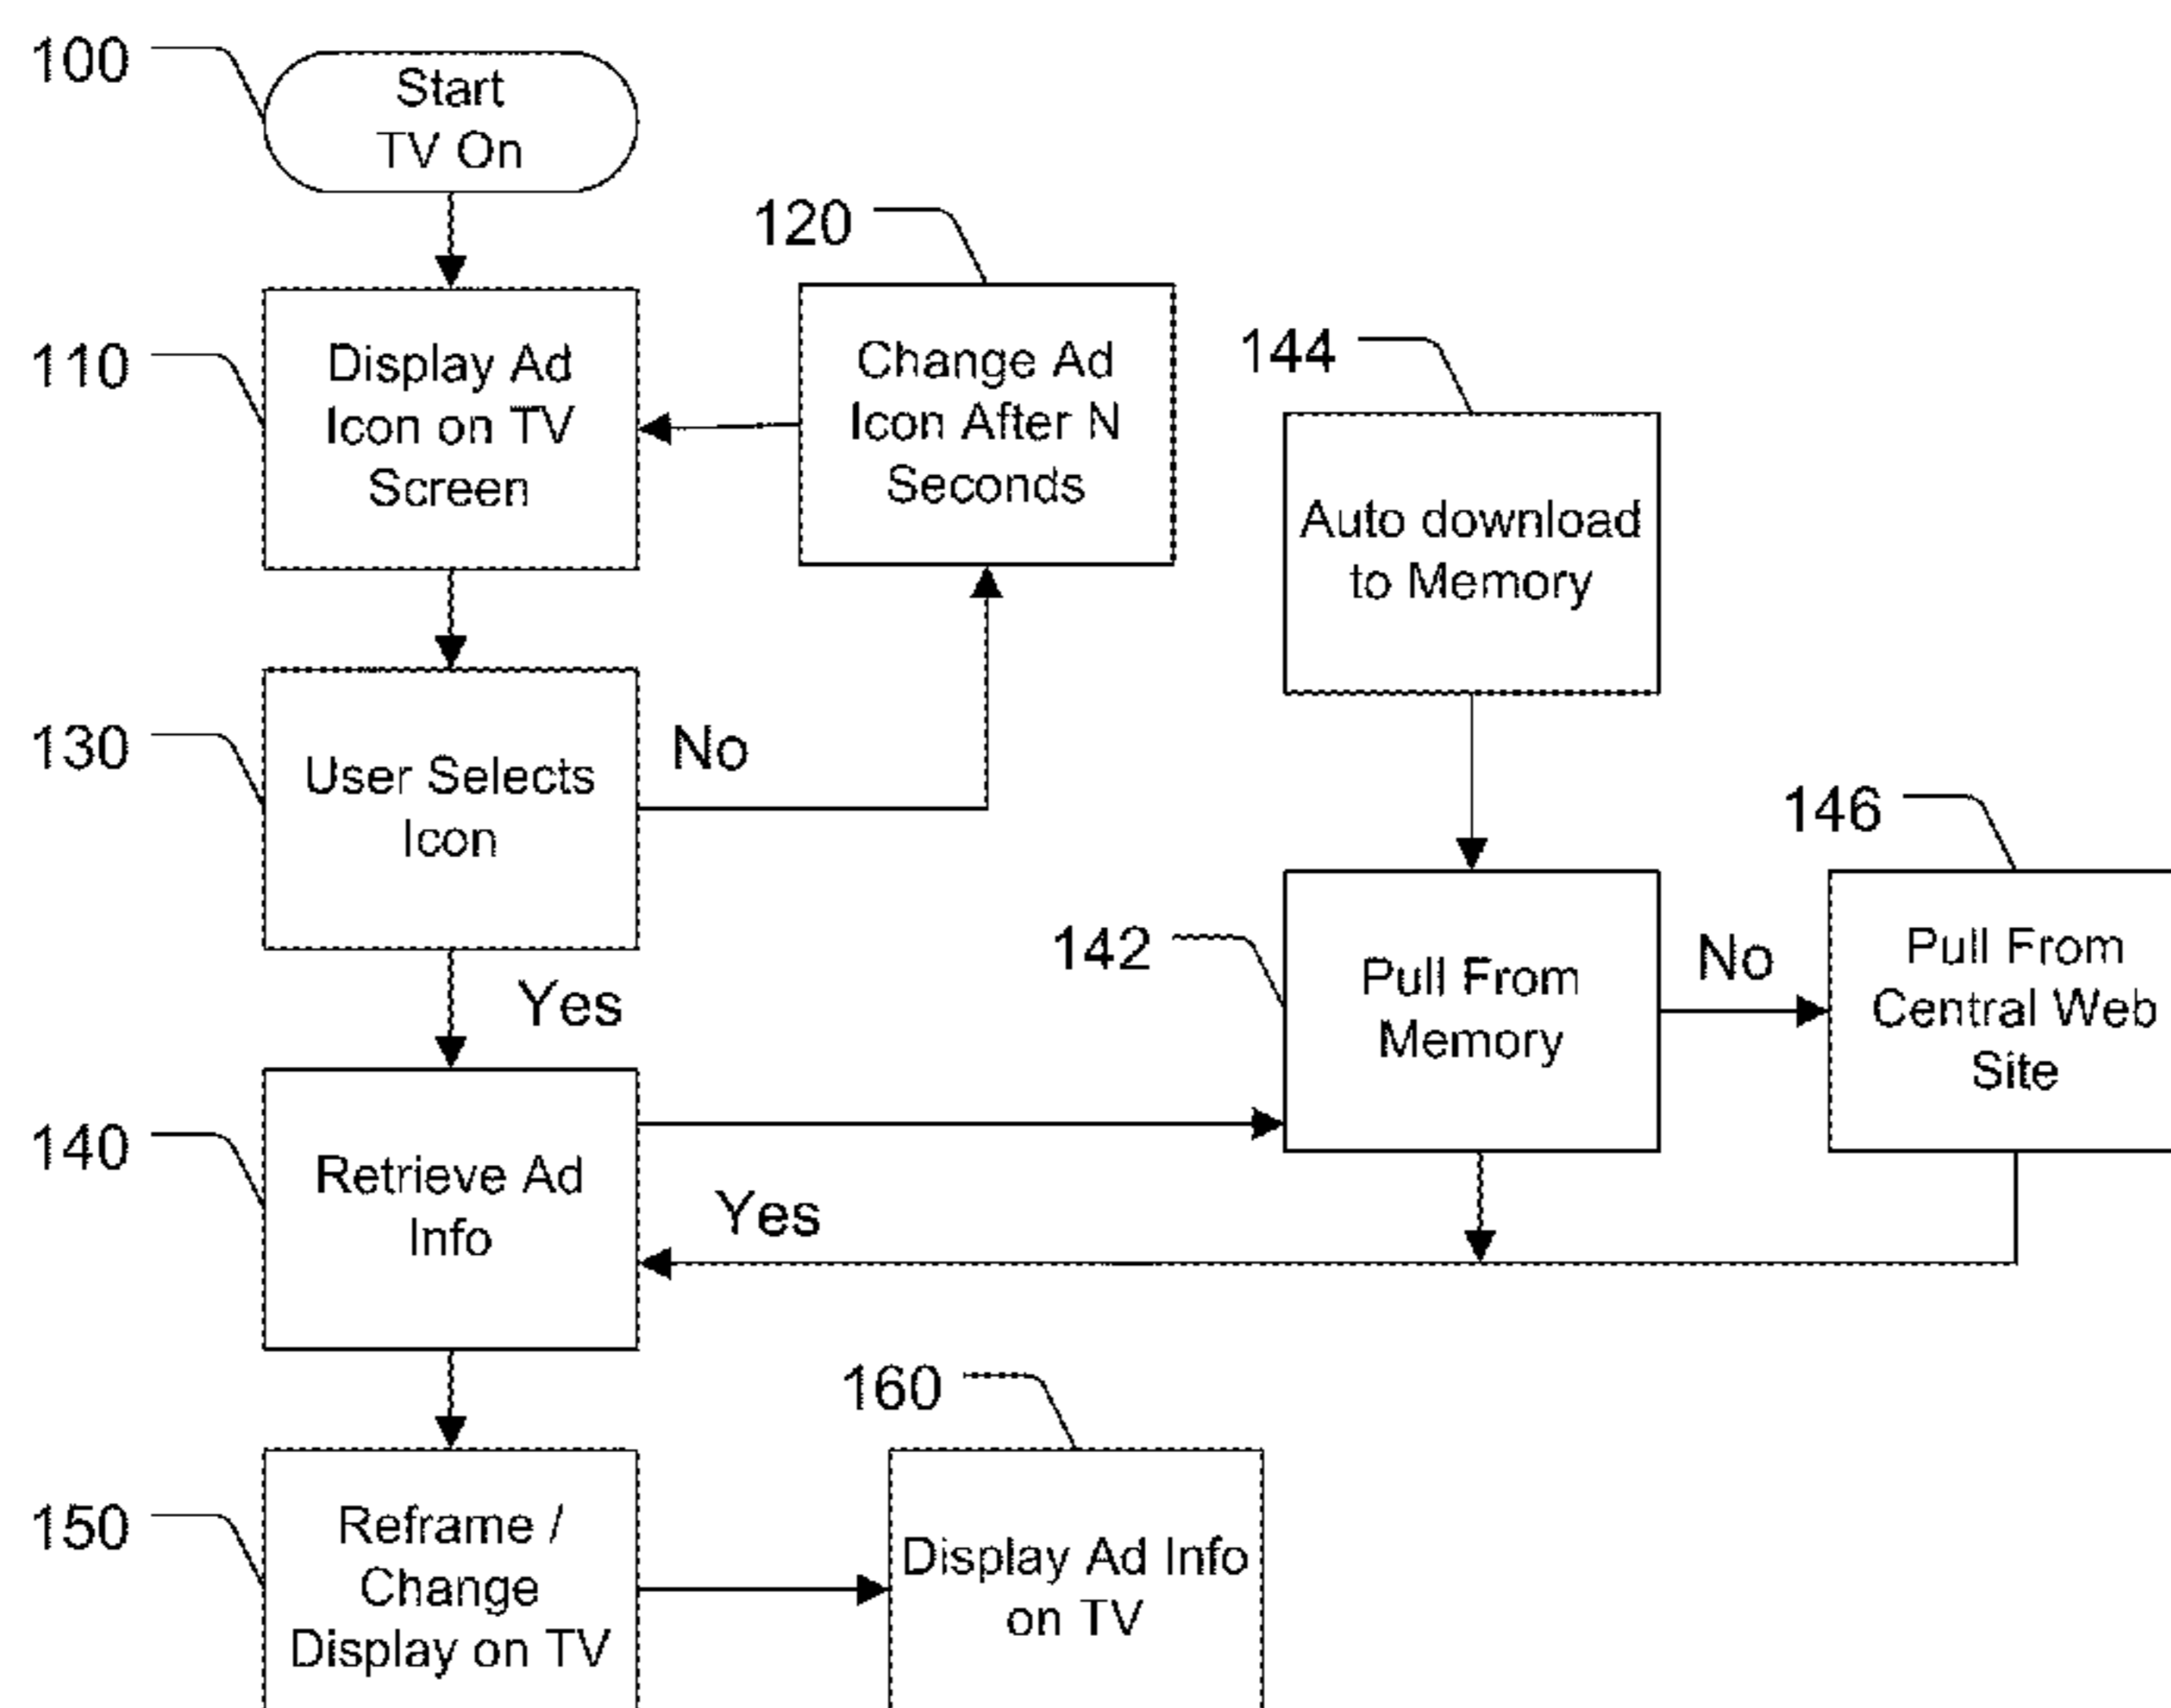 100
Start
TV On
120
110
Display Ad
Icon on TV
Screen
Change Ad
Icon After N
Seconds
144
Auto download
to Memory
130
User Selects
Icon
No
146
142
Pull From
Memory
No
Pull From
Central Web
Site
Yes
140
Retrieve Ad
Info
Yes
160
150
Reframe /
Change
Display on TV
Display Ad Info
on TV